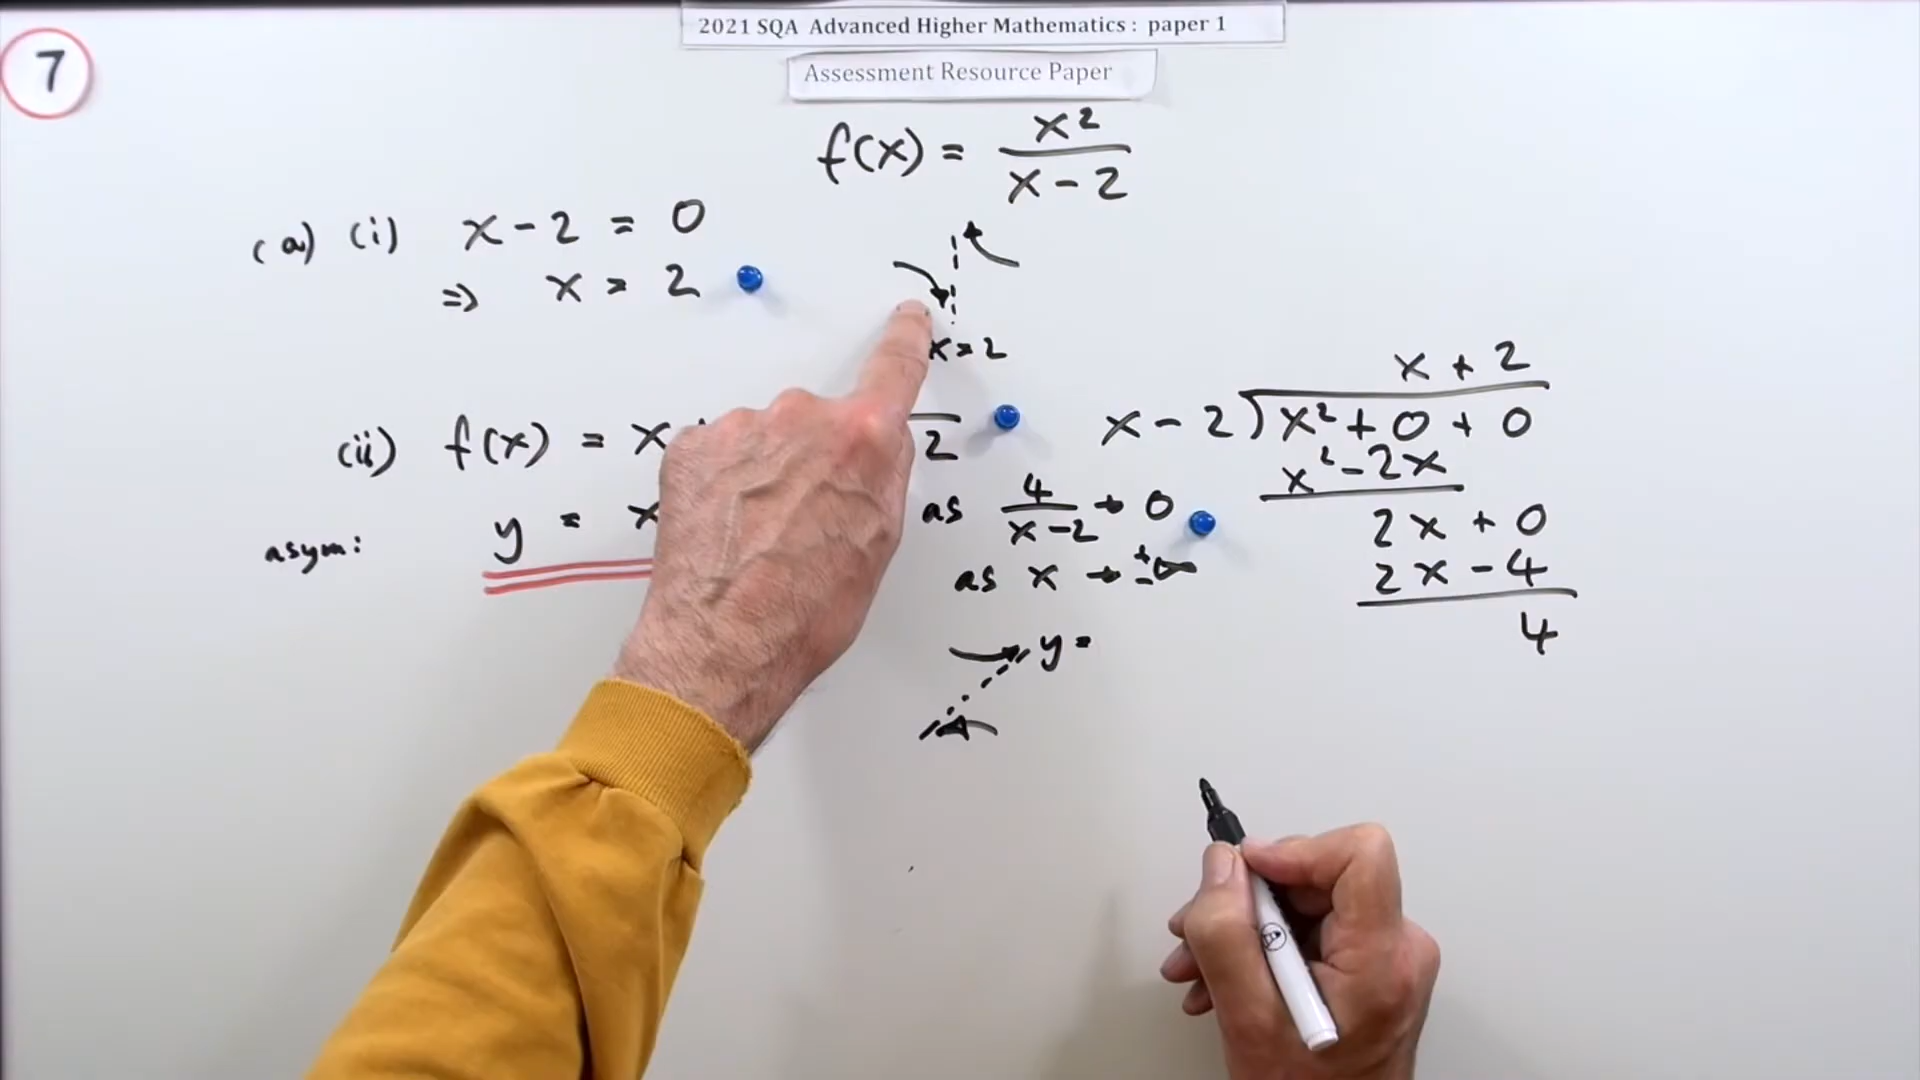 7
2021 SQA Advanced Higher Mathematics : paper 1
Assessment Resource Paper
f(x) = x²
x - 2
(a) (i) x - 2 = 0
⇒ x = 2
x = 2
x + 2
x - 2 ) x² + 0 + 0
x² - 2x
2x + 0
2x - 4
4
(ii) f(x) = x
2
asym: y = x
as 4/(x - 2) → 0
as x → ±∞
y =